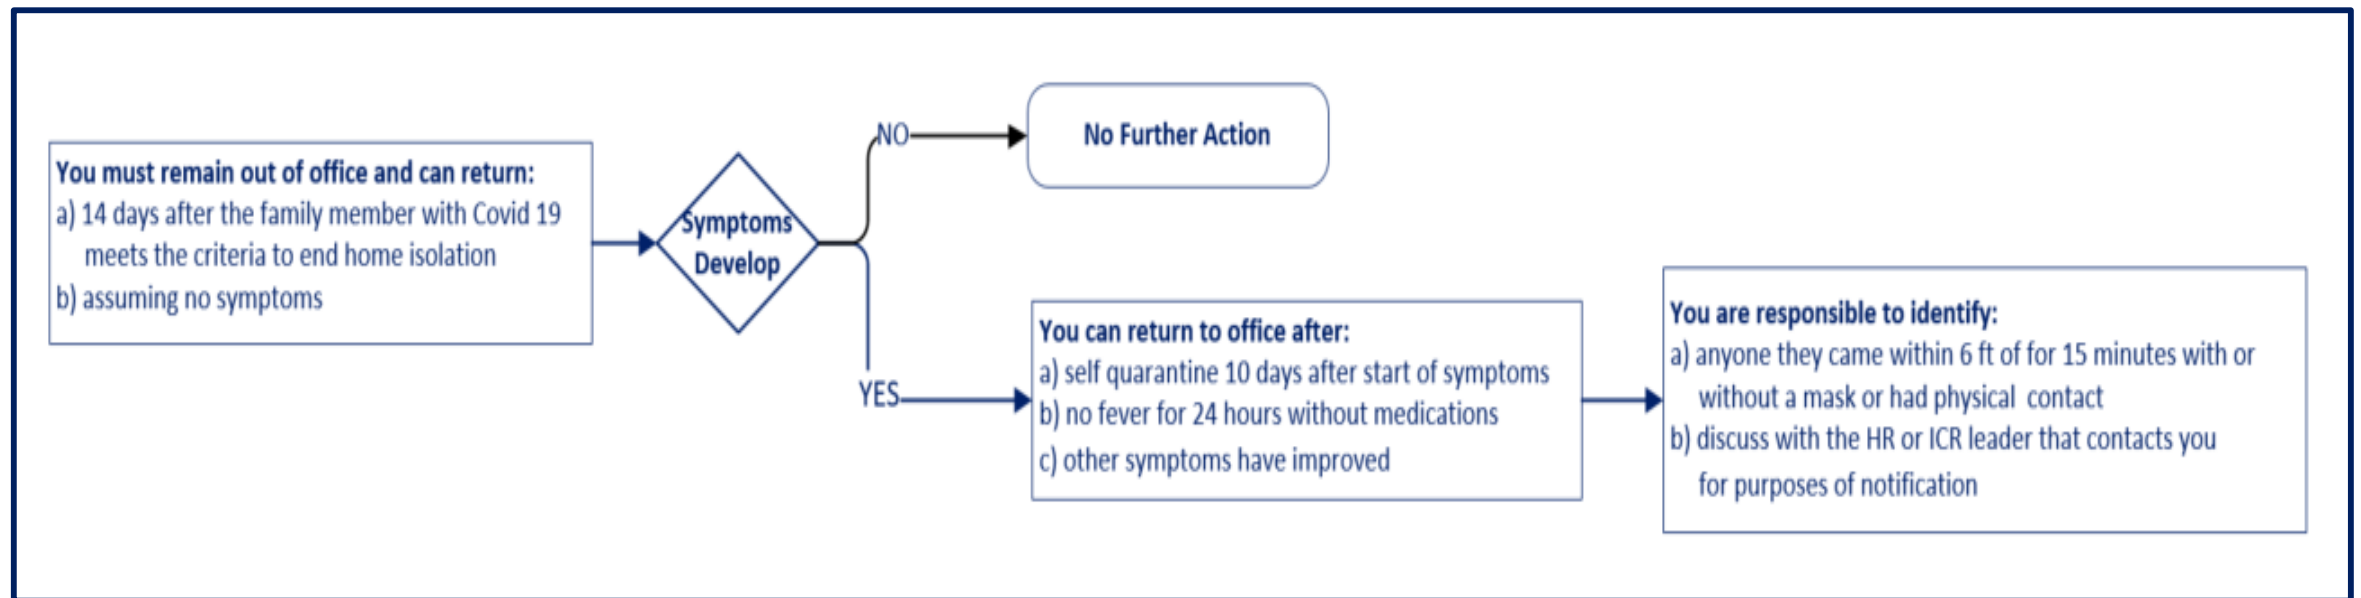 You must remain out of office and can return:
a) 14 days after the family member with Covid 19
meets the criteria to end home isolation
b) assuming no symptoms
Symptoms
Develop
NO
No Further Action
YES
You can return to office after:
a) self quarantine 10 days after start of symptoms
b) no fever for 24 hours without medications
c) other symptoms have improved
You are responsible to identify:
a) anyone they came within 6 ft of for 15 minutes with or
without a mask or had physical contact
b) discuss with the HR or ICR leader that contacts you
for purposes of notification